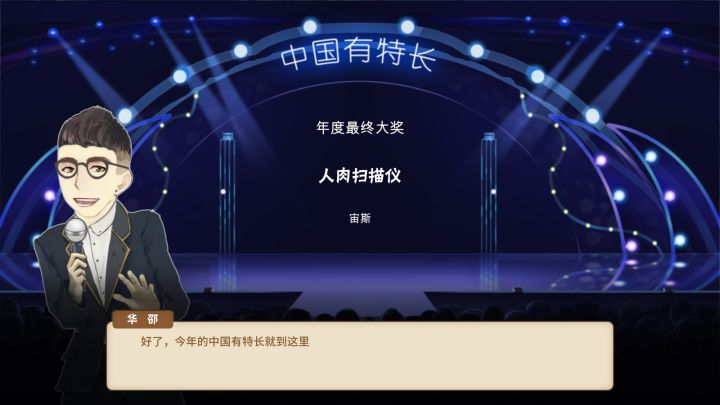 中国有特长
年度最终大奖
人肉扫描仪
宙斯
华 邵
好了，今年的中国有特长就到这里